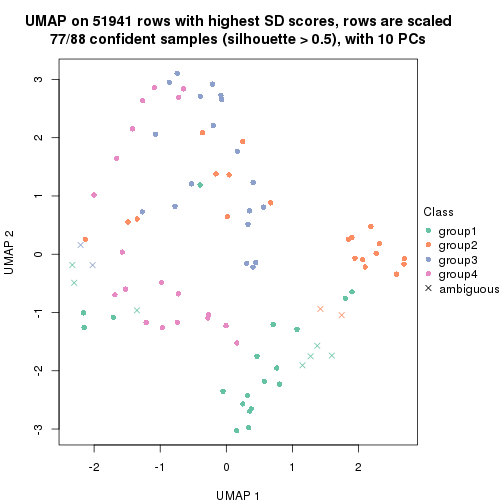 UMAP on 51941 rows with highest SD scores, rows are scaled
77/88 confident samples (silhouette > 0.5), with 10 PCs
3
2
1
0
-1
-2
-3
UMAP 2
-2
-1
0
1
2
UMAP 1
Class
group1
group2
group3
group4
ambiguous